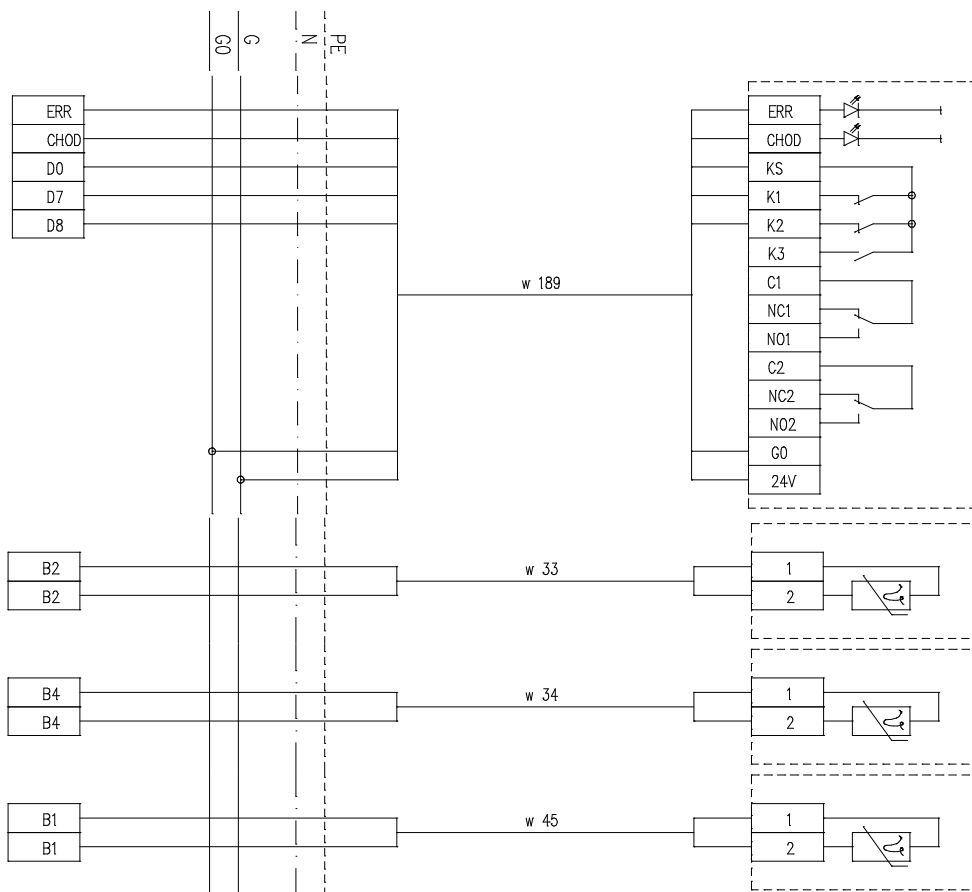 G0 G N PE
ERR
CHOD
D0
D7
D8
w 189
ERR
CHOD
KS
K1
K2
K3
C1
NC1
NO1
C2
NC2
NO2
G0
24V
B2
B2
w 33
1
2
B4
B4
w 34
1
2
B1
B1
w 45
1
2